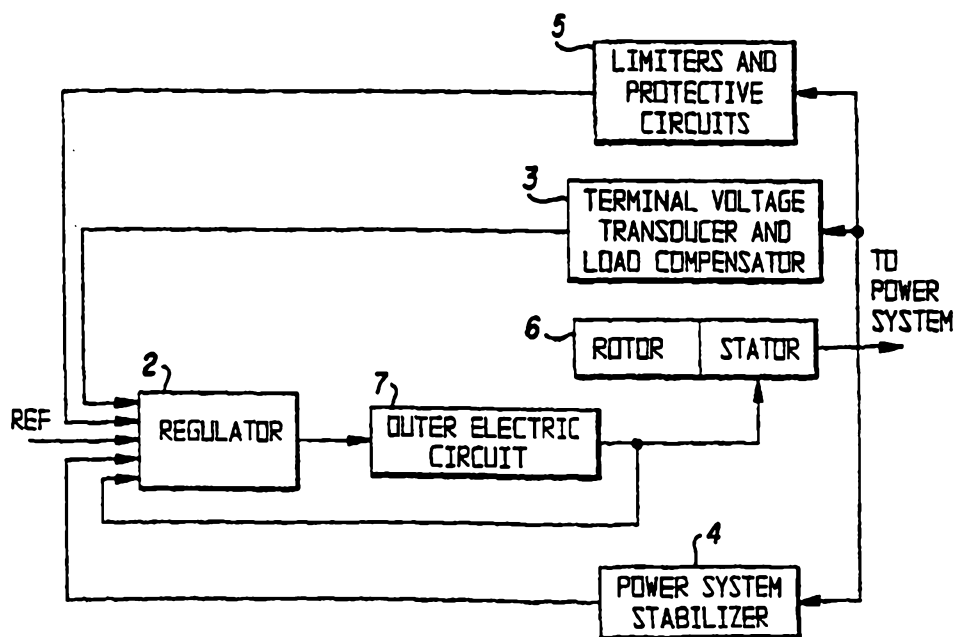 5
LIMITERS AND
PROTECTIVE
CIRCUITS
3
TERMINAL VOLTAGE
TRANSDUCER AND
LOAD COMPENSATOR
TO
POWER
SYSTEM
6
ROTOR
STATOR
2
7
REF
REGULATOR
OUTER ELECTRIC
CIRCUIT
4
POWER SYSTEM
STABILIZER